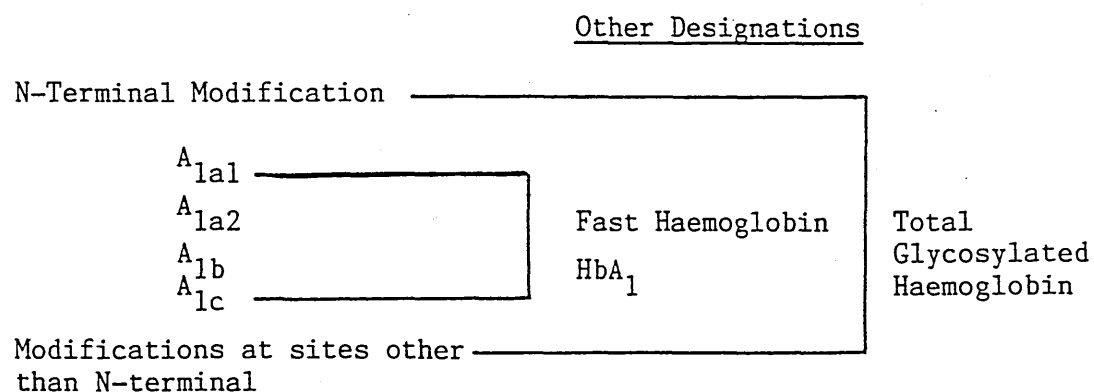 Other Designations
N-Terminal Modification
A1a1
A1a2
Fast Haemoglobin
Total
Glycosylated
Haemoglobin
A1b
HbA1
A1c
Modifications at sites other
than N-terminal